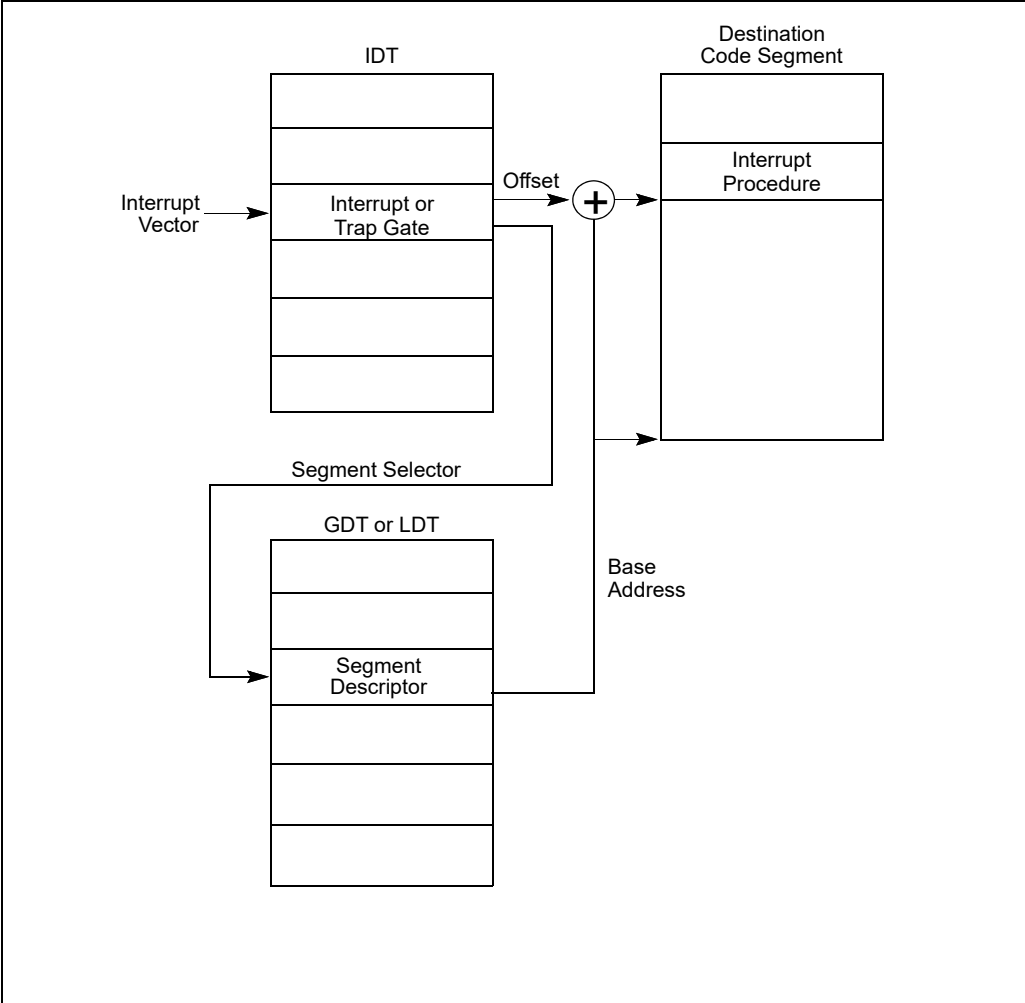 IDT
Destination
Code Segment
Interrupt
Vector
Interrupt or
Trap Gate
Offset
+
Interrupt
Procedure
Segment Selector
GDT or LDT
Segment
Descriptor
Base
Address